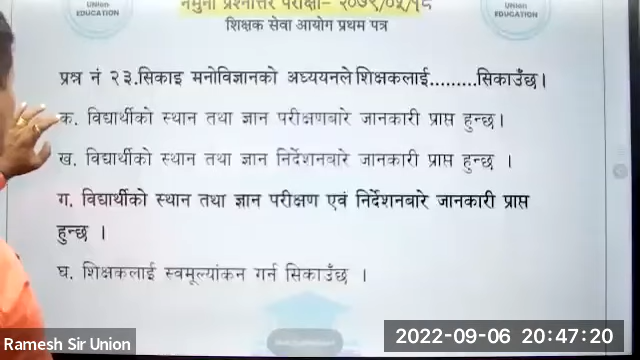 Union
EDUCATION
नमुना प्रश्नोत्तर परीक्षा- २०७९/०५/१८
Union
EDUCATION
शिक्षक सेवा आयोग प्रथम पत्र
प्रश्न नं २३.सिकाइ मनोविज्ञानको अध्ययनले शिक्षकलाई.........सिकाउँछ।
क. विद्यार्थीको स्थान तथा ज्ञान परीक्षणबारे जानकारी प्राप्त हुन्छ।
ख. विद्यार्थीको स्थान तथा ज्ञान निर्देशनबारे जानकारी प्राप्त हुन्छ ।
ग. विद्यार्थीको स्थान तथा ज्ञान परीक्षण एवं निर्देशनबारे जानकारी प्राप्त
हुन्छ ।
घ. शिक्षकलाई स्वमूल्यांकन गर्न सिकाउँछ ।
Ramesh Sir Union
2022-09-06 20:47:20